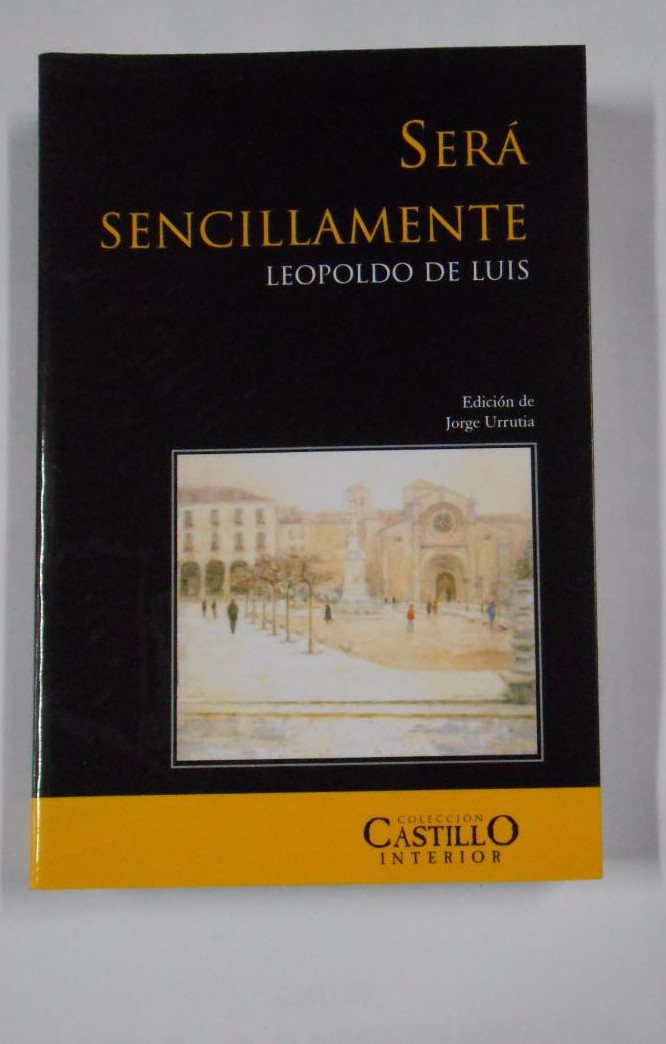 SERÁ
SENCILLAMENTE
LEOPOLDO DE LUIS
Edición de
Jorge Urrutia
COLECCIÓN
CASTILLO
INTERIOR